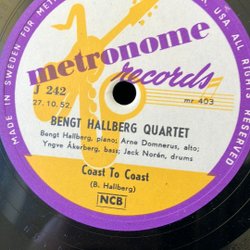 MADE IN SWEDEN FOR METRO
USA ALL RIGHTS RESERVED
metronome
records
J 242
27.10.52.
mr 403
BENGT HALLBERG QUARTET
Bengt Hallberg, piano; Arne Domnerus, alto;
Yngve Åkerberg, bass; Jack Norén, drums
Coast To Coast
(B. Hallberg)
NCB